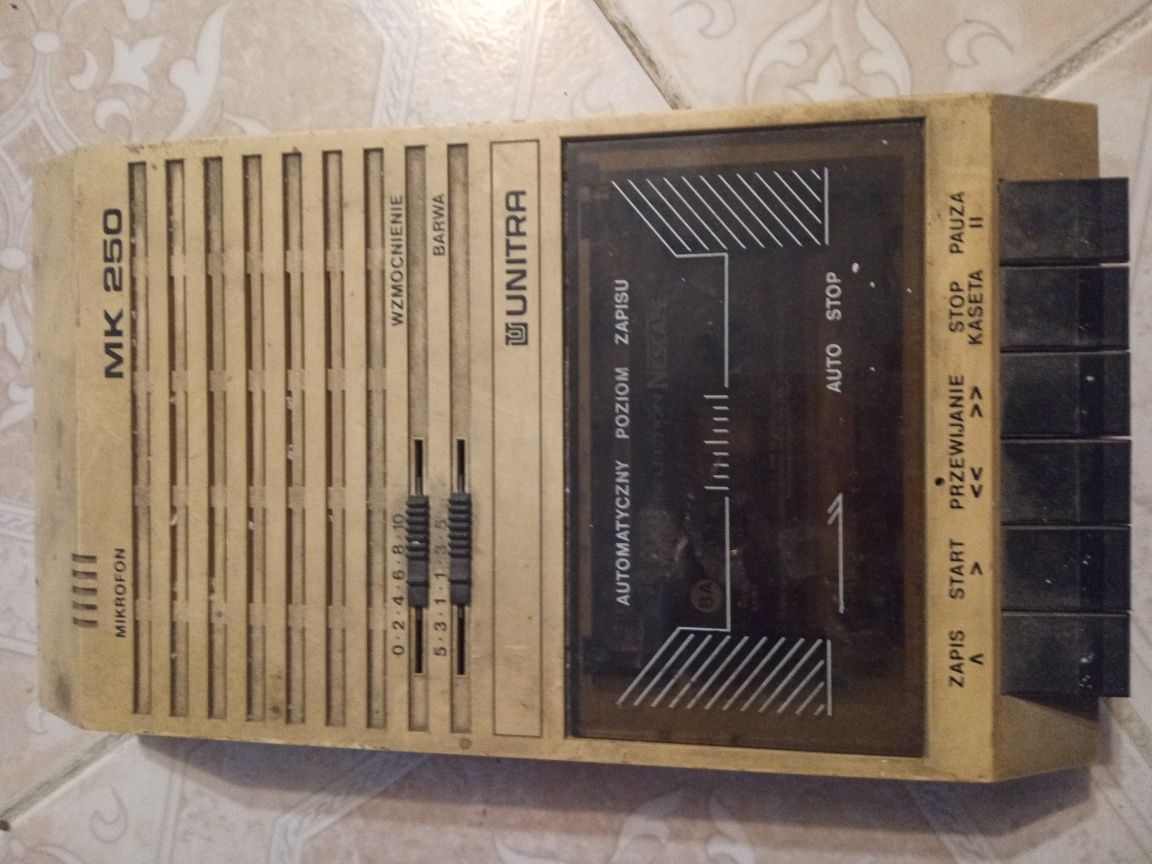 MIKROFON
MK 250
0·2·4·6·8·10
WZMOCNIENIE
5·3·1·1·3·5
BARWA
UNITRA
AUTOMATYCZNY POZIOM ZAPISU
BA
AUTO STOP
ZAPIS START PRZEWIJANIE STOP PAUZA
KASETA
^ > << >> II